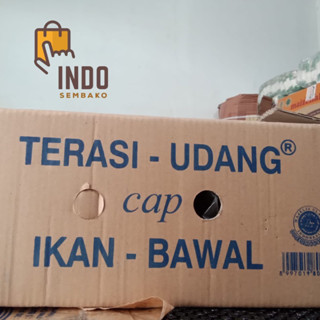 INDO
SEMBAKO
TERASI - UDANG®
cap
IKAN - BAWAL